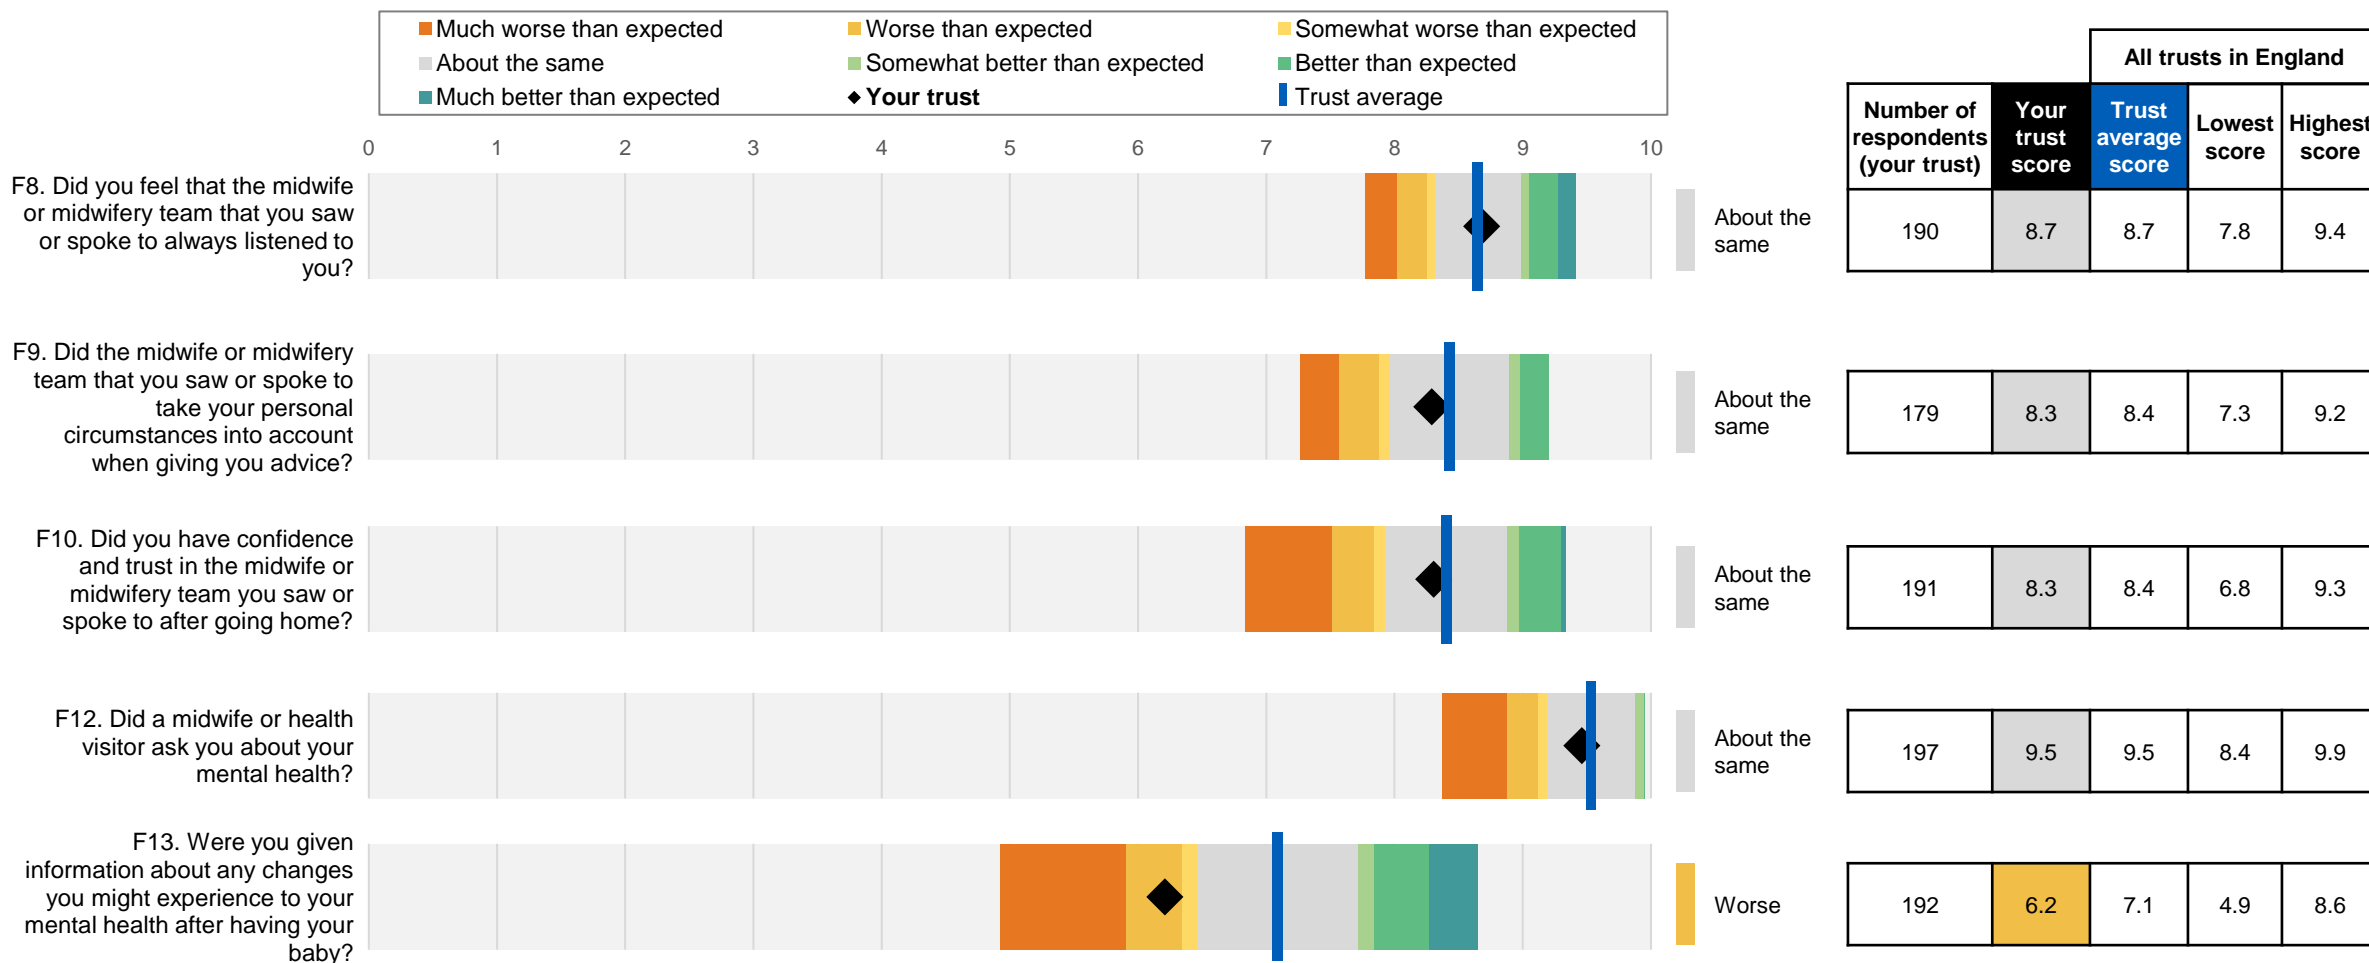 Much worse than expected
Worse than expected
Somewhat worse than expected
About the same
Somewhat better than expected
Better than expected
Much better than expected
Your trust
Trust average
All trusts in England
Number of
respondents
(your trust)
Your
trust
score
Trust
average
score
Lowest
score
Highest
score
0 1 2 3 4 5 6 7 8 9 10
F8. Did you feel that the midwife
or midwifery team that you saw
or spoke to always listened to
you?
About the
same
190 8.7 8.7 7.8 9.4
F9. Did the midwife or midwifery
team that you saw or spoke to
take your personal
circumstances into account
when giving you advice?
About the
same
179 8.3 8.4 7.3 9.2
F10. Did you have confidence
and trust in the midwife or
midwifery team you saw or
spoke to after going home?
About the
same
191 8.3 8.4 6.8 9.3
F12. Did a midwife or health
visitor ask you about your
mental health?
About the
same
197 9.5 9.5 8.4 9.9
F13. Were you given
information about any changes
you might experience to your
mental health after having your
baby?
Worse
192 6.2 7.1 4.9 8.6